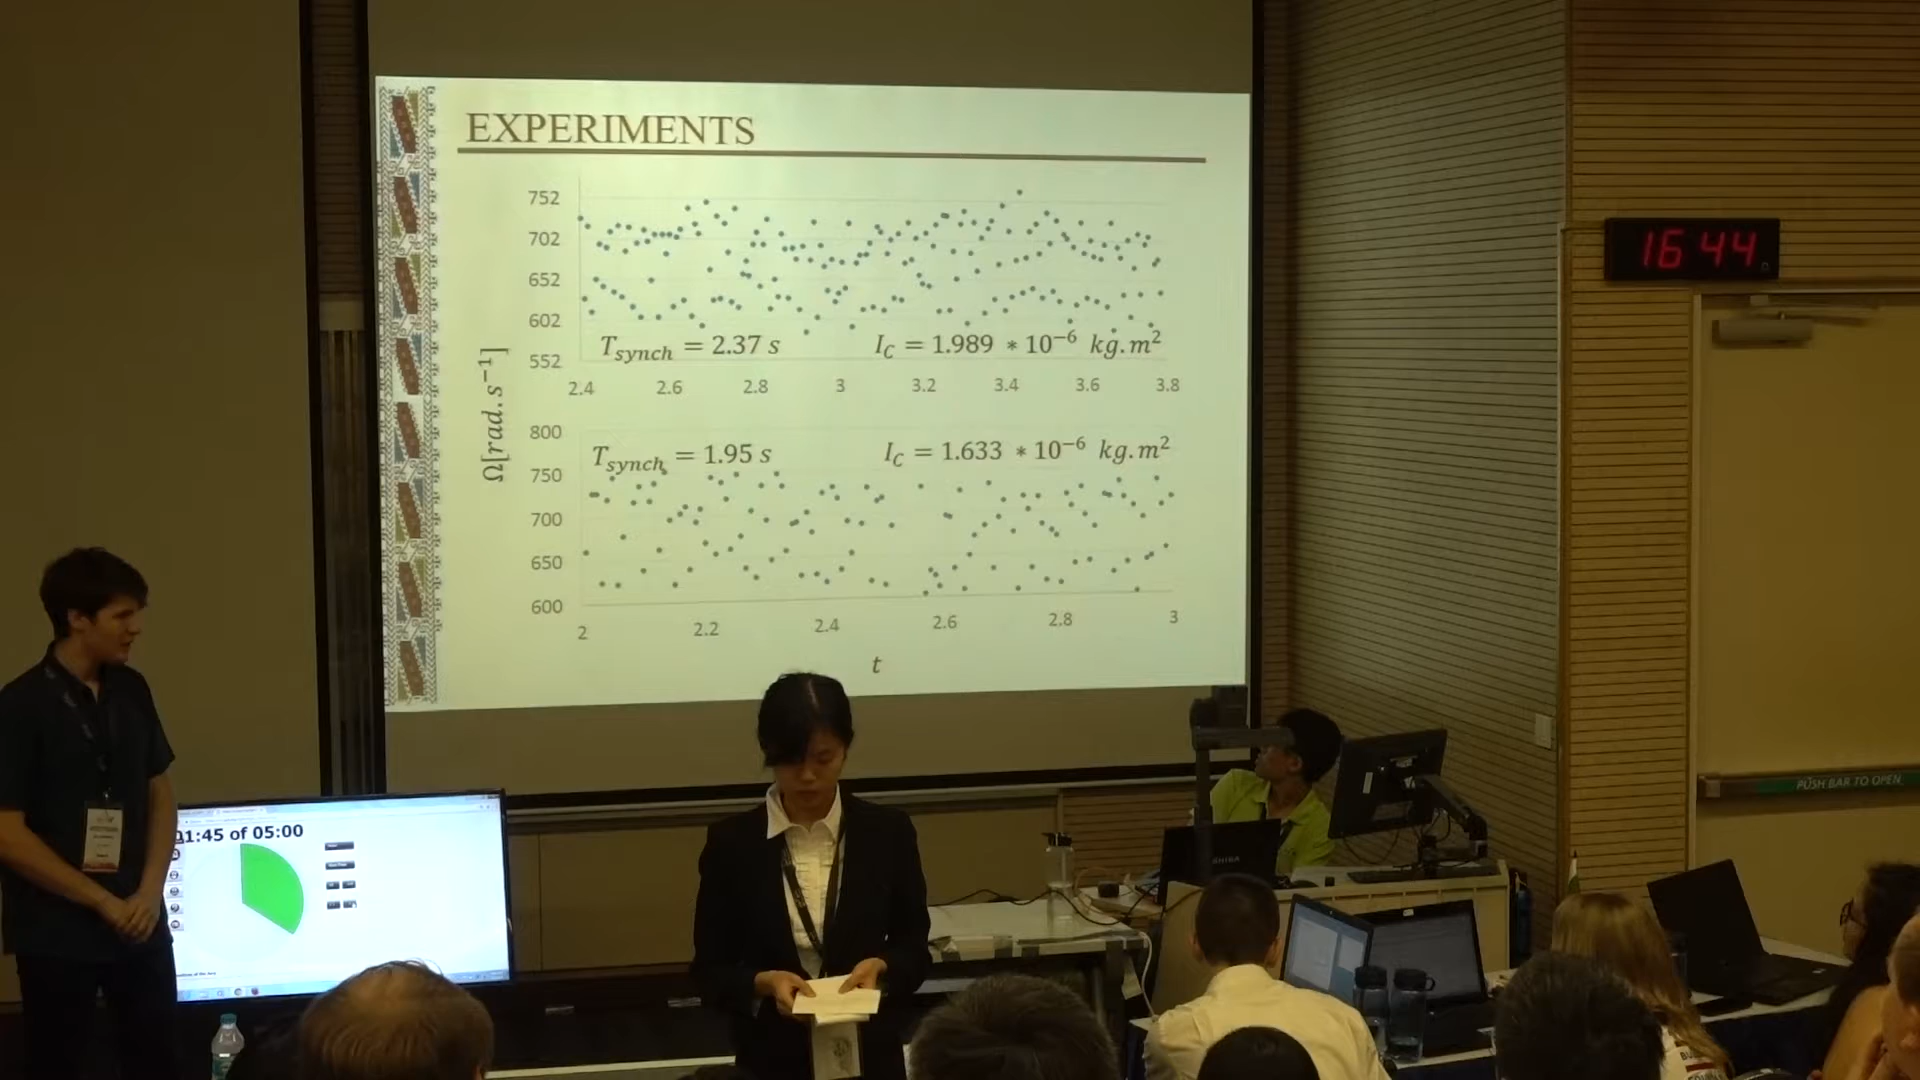 EXPERIMENTS
752
702
652
602
552
T_synch = 2.37 s
I_C = 1.989 * 10^−6 kg.m^2
2.4 2.6 2.8 3 3.2 3.4 3.6 3.8
Ω[rad.s^−1]
800
750
700
650
600
T_synch = 1.95 s
I_C = 1.633 * 10^−6 kg.m^2
2 2.2 2.4 2.6 2.8 3
t
16 44
PUSH BAR TO OPEN
01:45 of 05:00
TOSHIBA